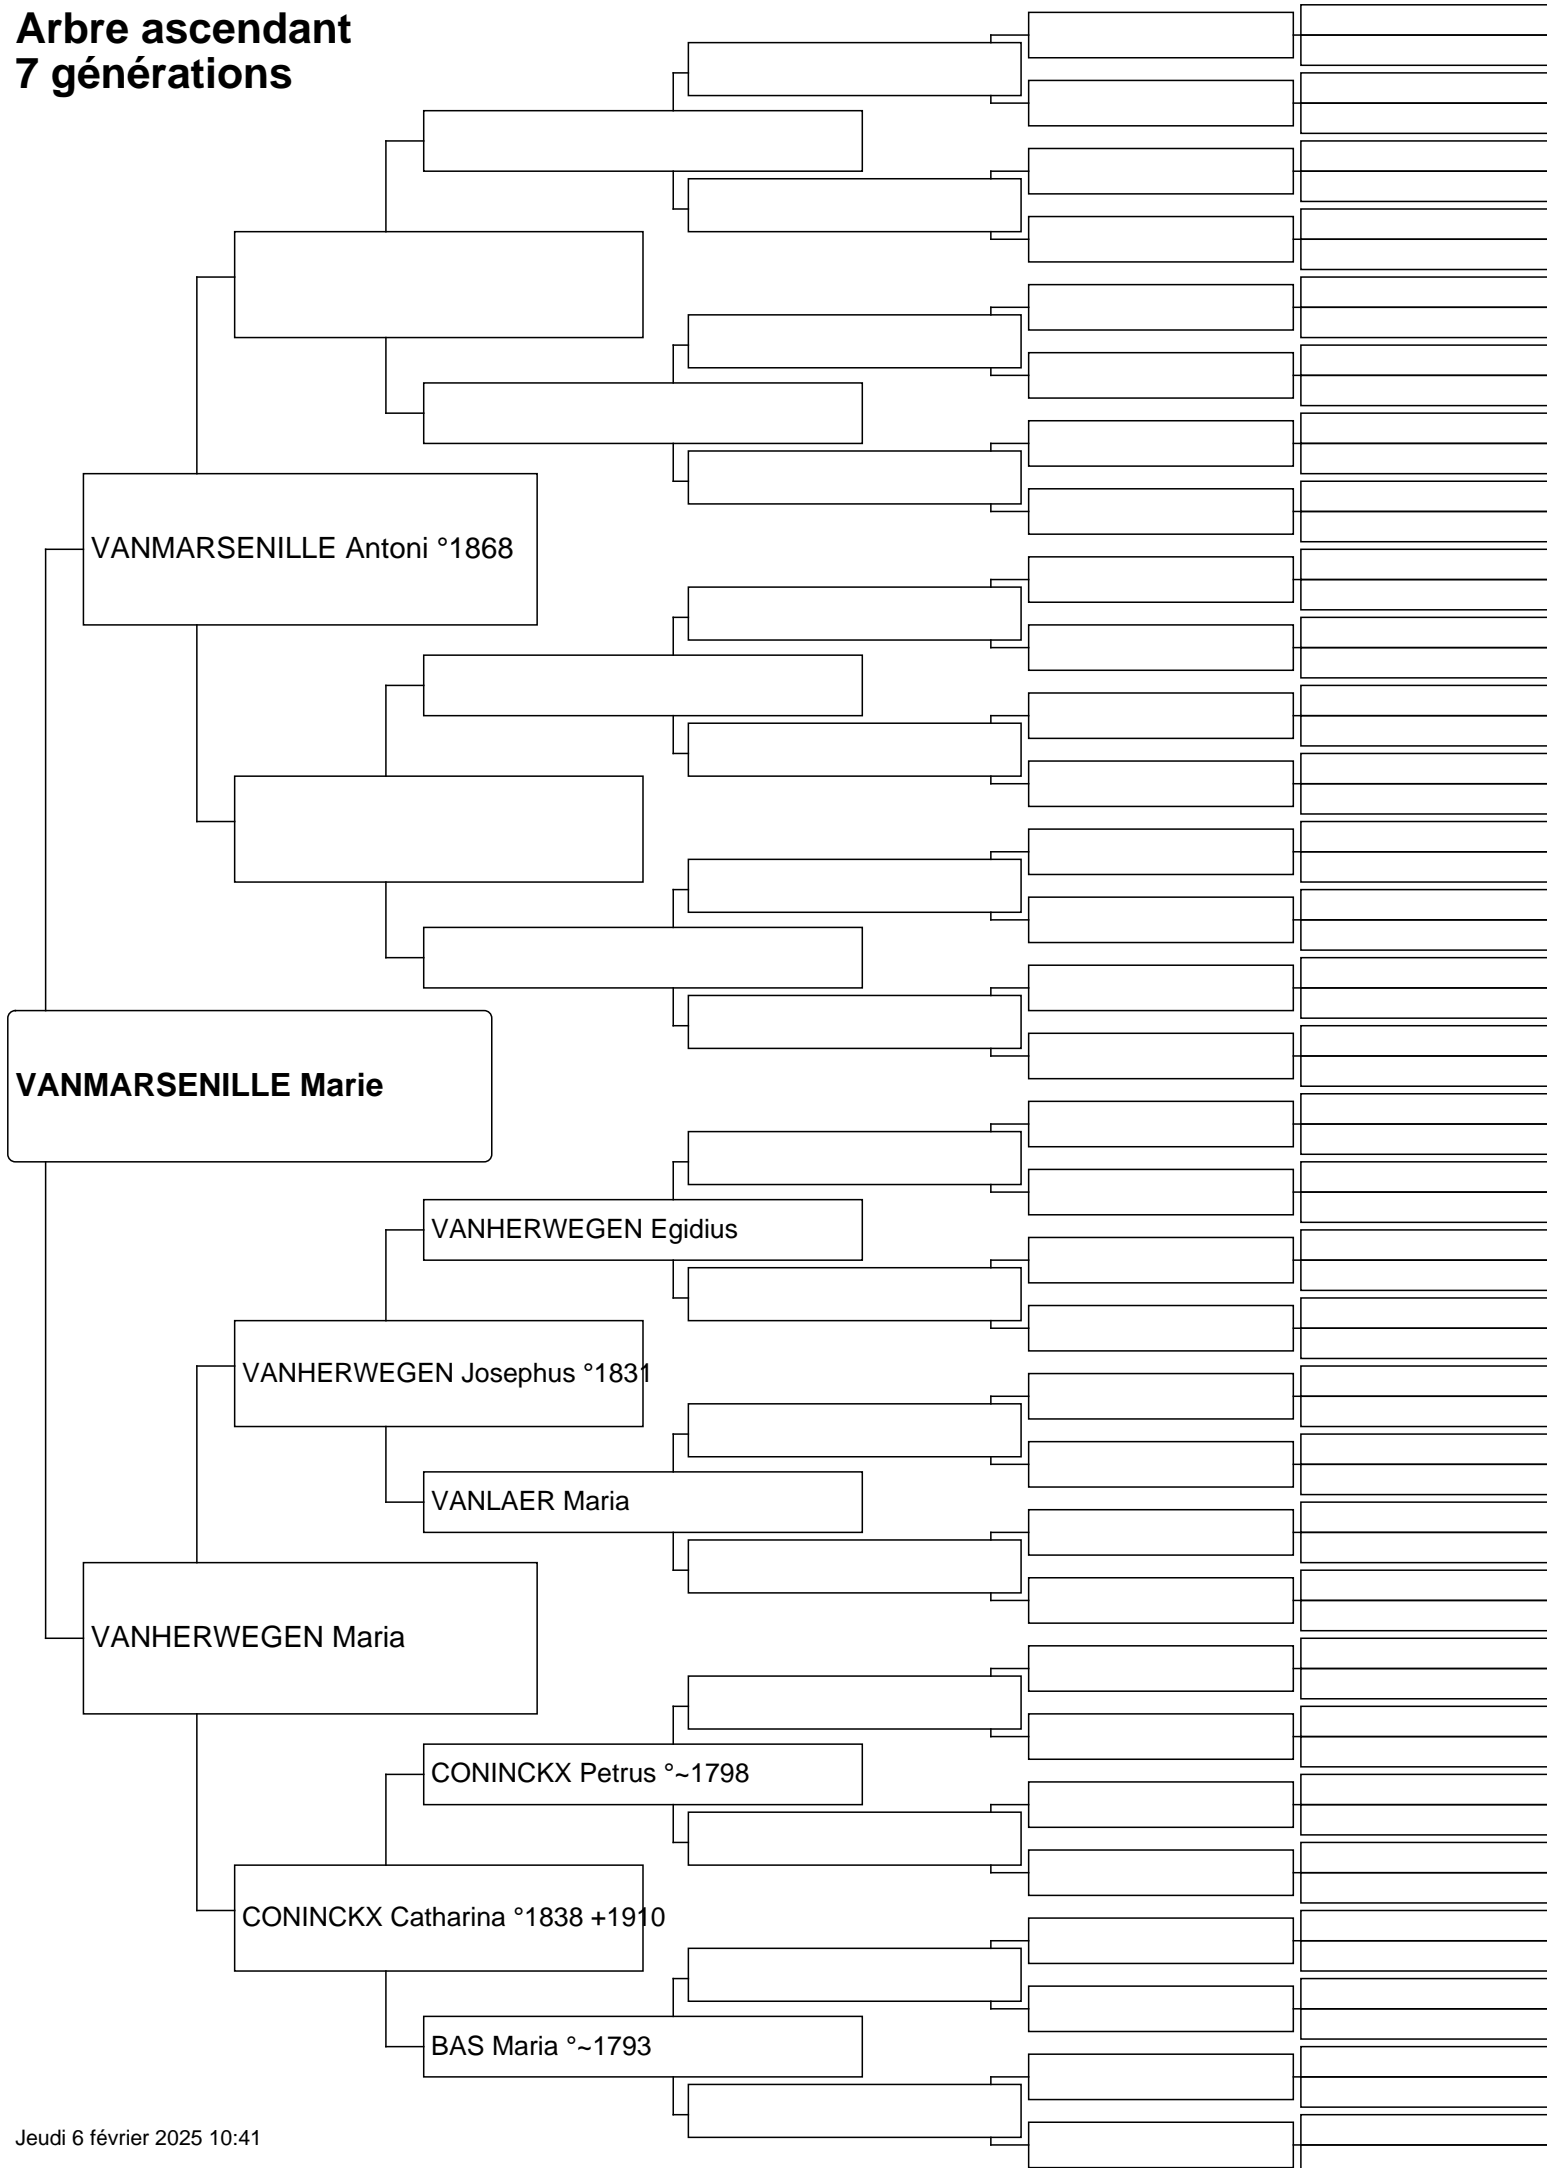 Arbre ascendant
7 générations
VANMARSENILLE Antoni °1868
VANMARSENILLE Marie
VANHERWEGEN Egidius
VANHERWEGEN Josephus °1831
VANLAER Maria
VANHERWEGEN Maria
CONINCKX Petrus °~1798
CONINCKX Catharina °1838 +1910
BAS Maria °~1793
Jeudi 6 février 2025 10:41